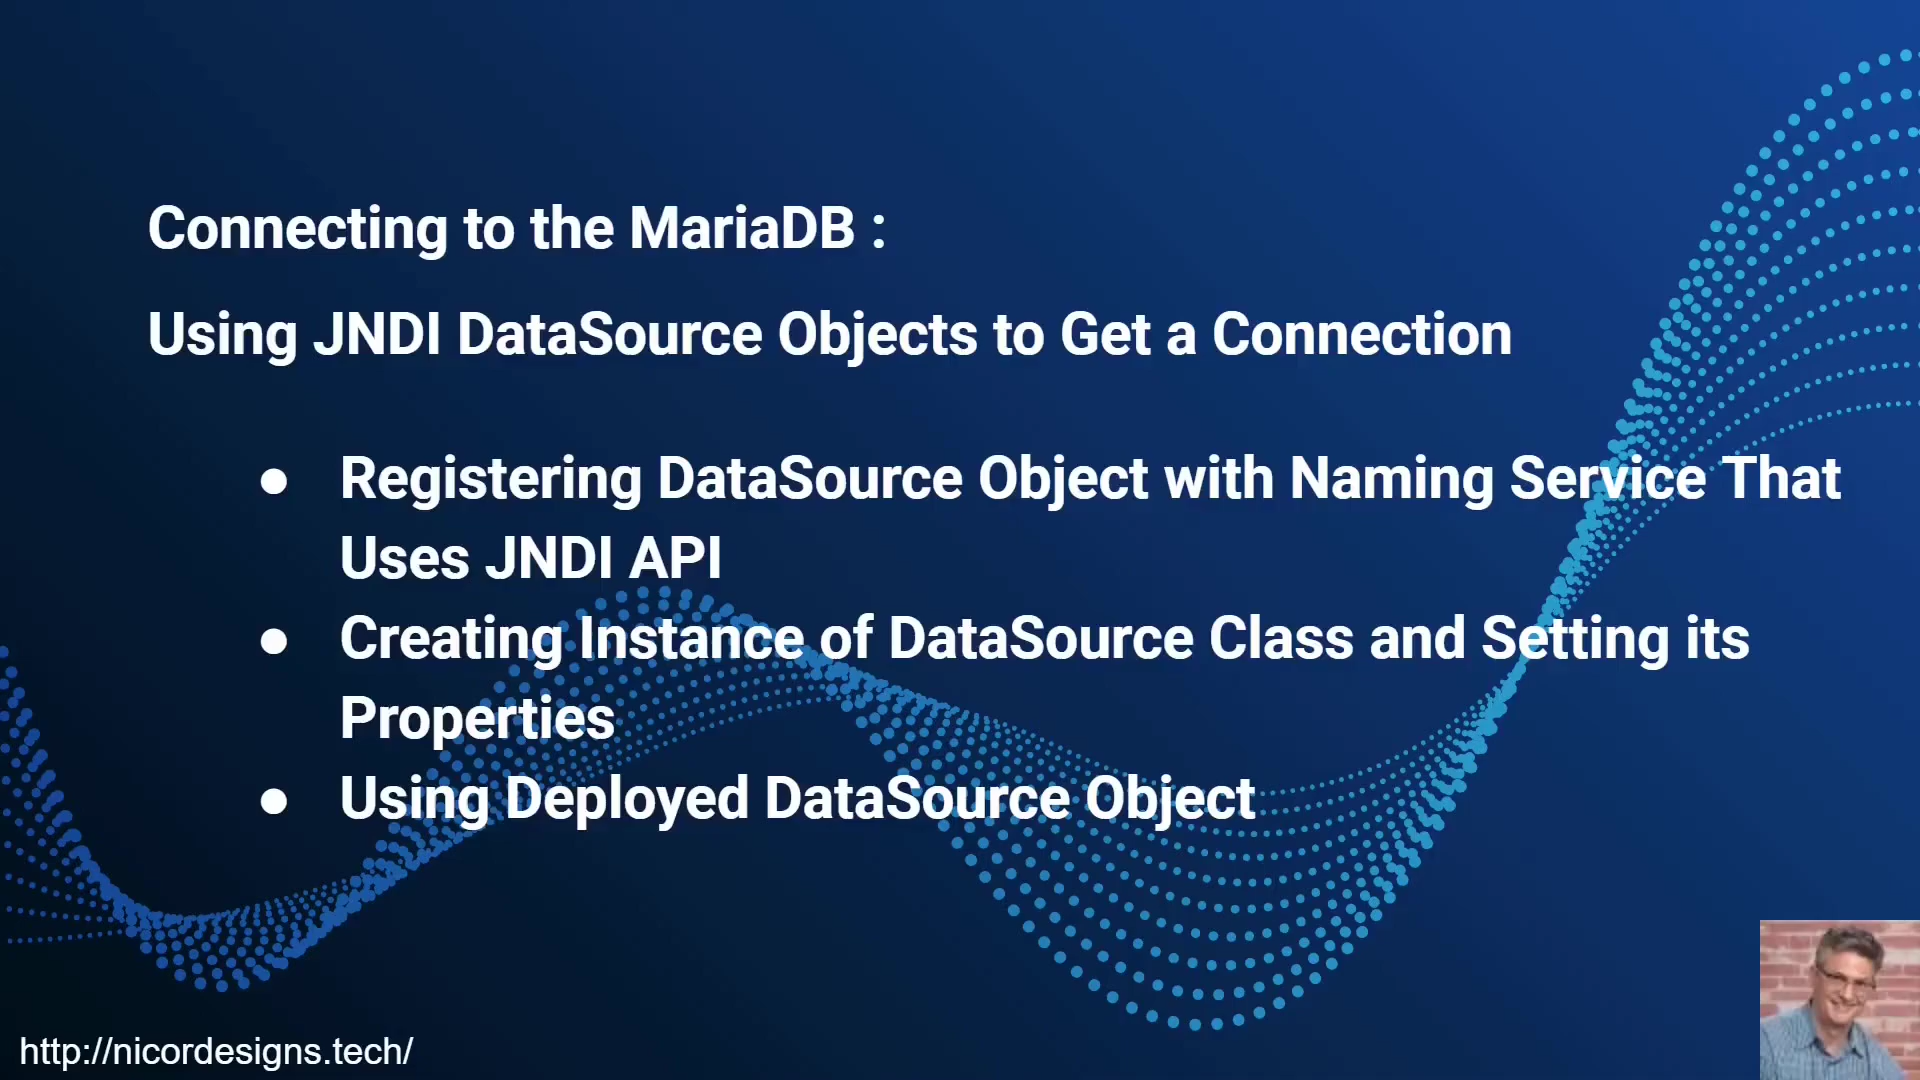 Connecting to the MariaDB :
Using JNDI DataSource Objects to Get a Connection
● Registering DataSource Object with Naming Service That
Uses JNDI API
● Creating Instance of DataSource Class and Setting its
Properties
● Using Deployed DataSource Object
http://nicordesigns.tech/